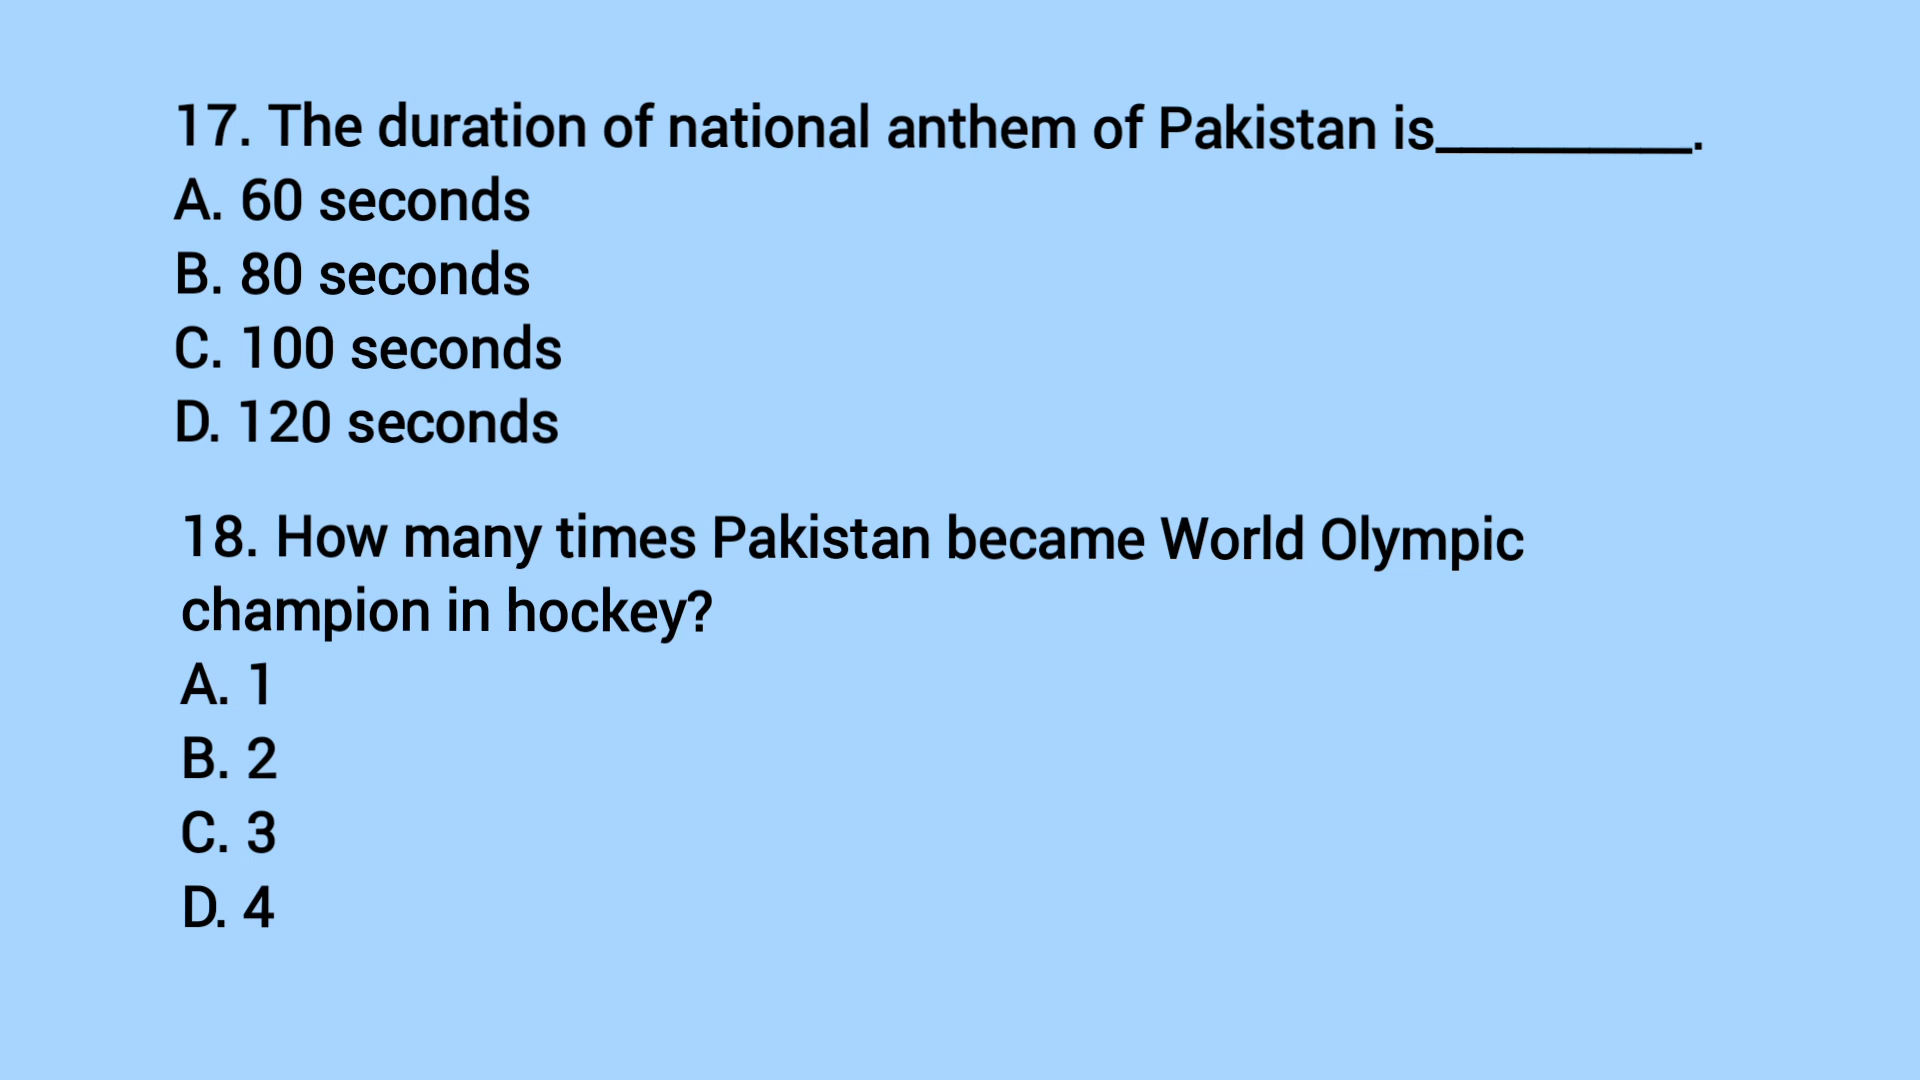 17. The duration of national anthem of Pakistan is__________.
A. 60 seconds
B. 80 seconds
C. 100 seconds
D. 120 seconds
18. How many times Pakistan became World Olympic
champion in hockey?
A. 1
B. 2
C. 3
D. 4